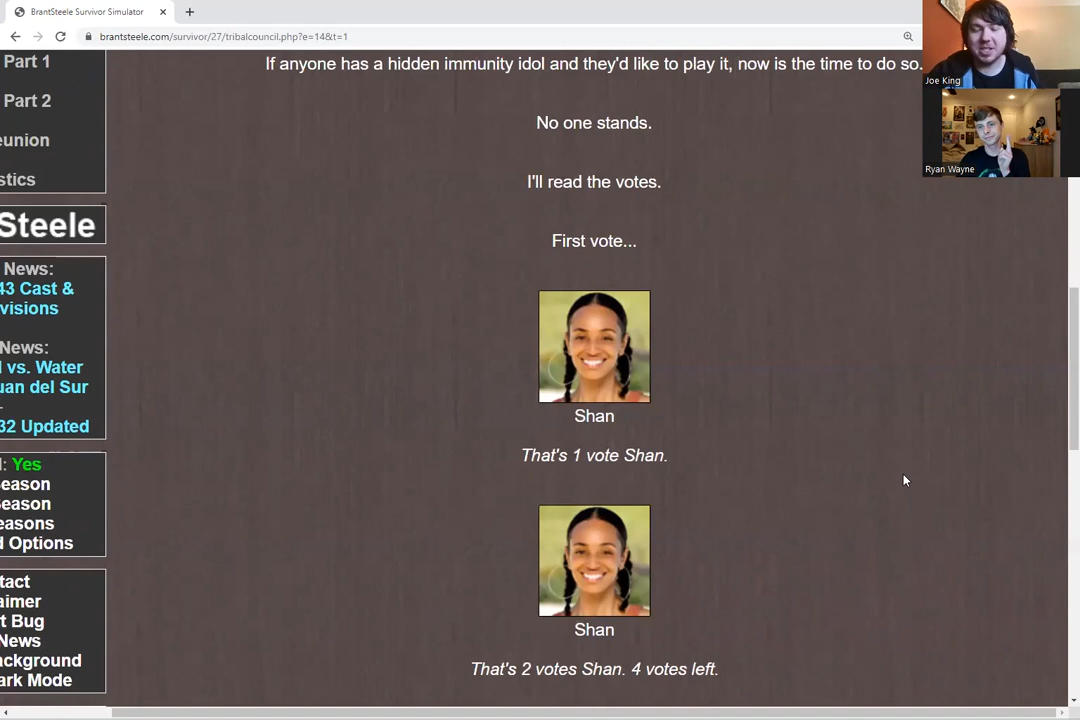 BrantSteele Survivor Simulator
brantsteele.com/survivor/27/tribalcouncil.php?e=14&t=1
Part 1
Part 2
eunion
stics
Steele
News:
43 Cast &
visions
News:
l vs. Water
uan del Sur
-
32 Updated
l: Yes
Season
Season
easons
d Options
tact
aimer
rt Bug
News
ackground
ark Mode
If anyone has a hidden immunity idol and they'd like to play it, now is the time to do so.
No one stands.
I'll read the votes.
First vote...
Shan
That's 1 vote Shan.
Shan
That's 2 votes Shan. 4 votes left.
Joe King
Ryan Wayne